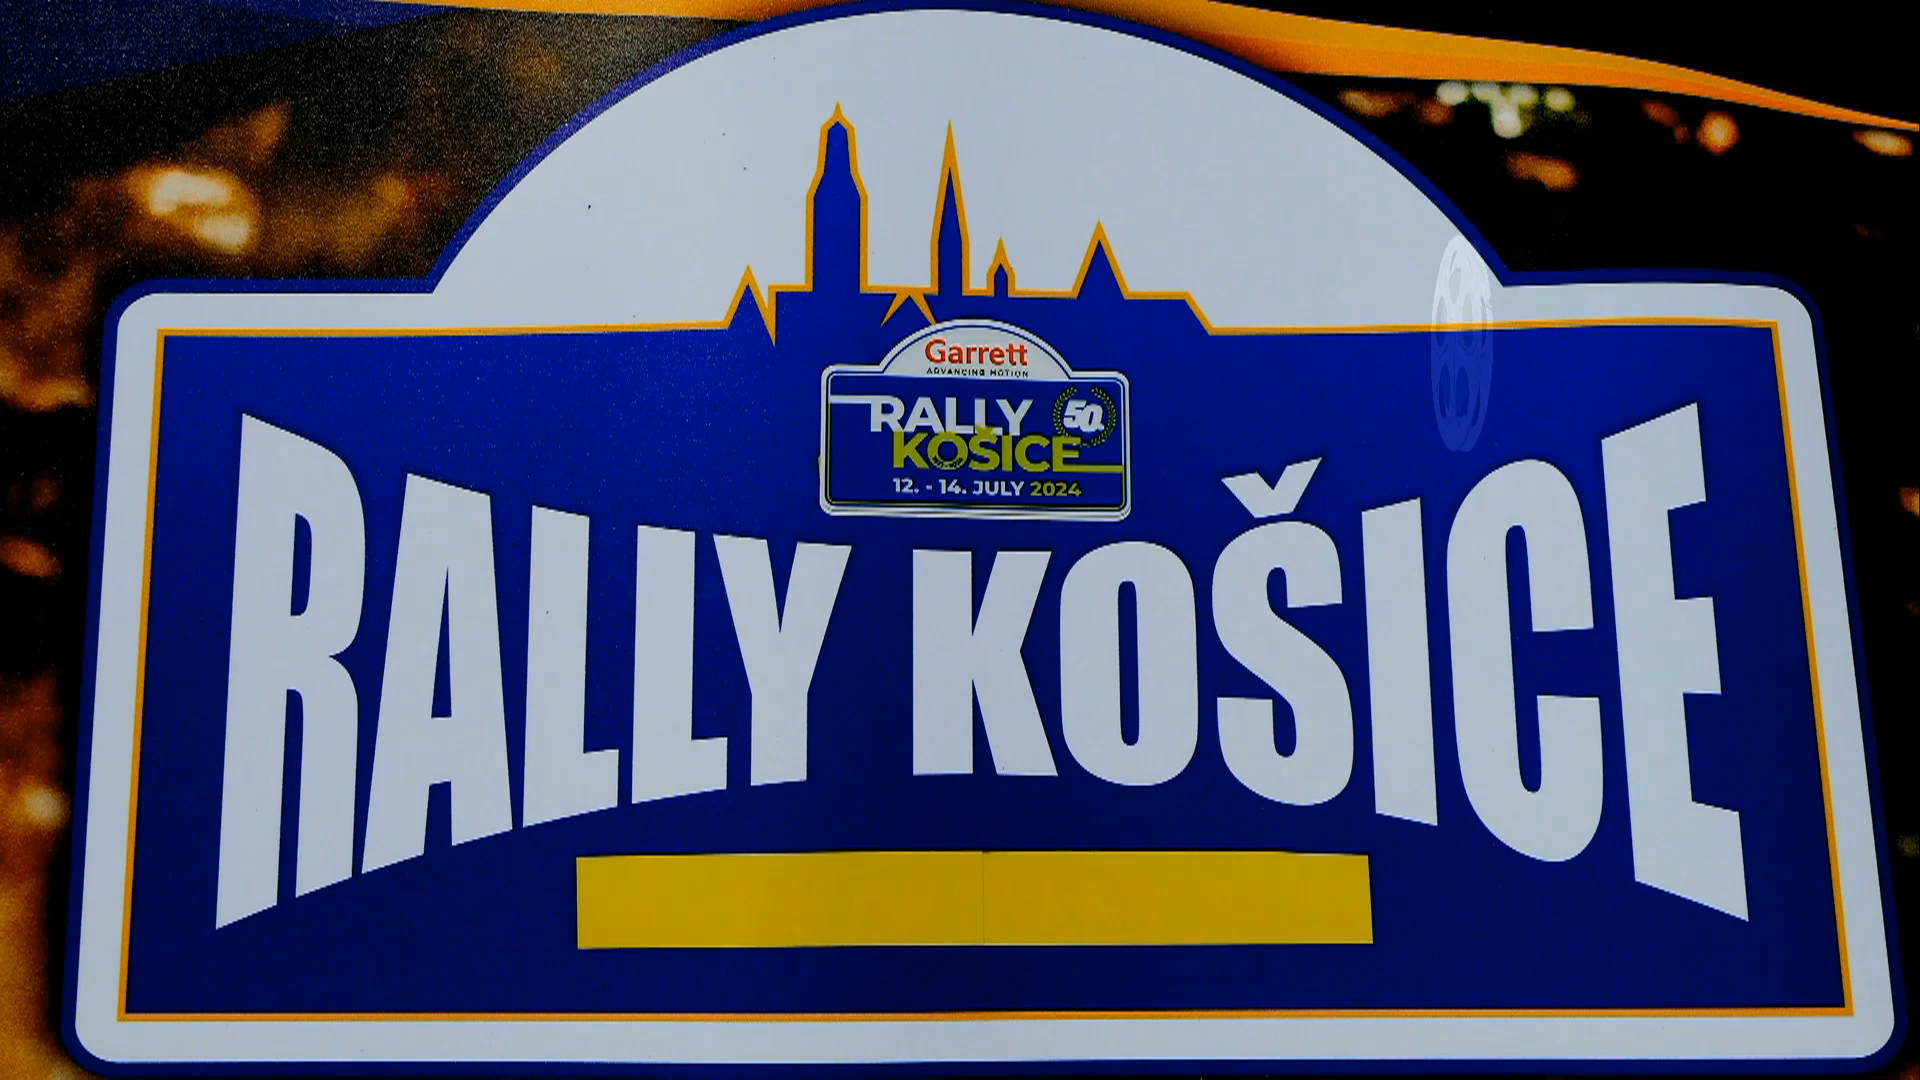 Garrett
ADVANCING MOTION
RALLY 50.
KOŠICE
12. - 14. JULY 2024
RALLY KOŠICE